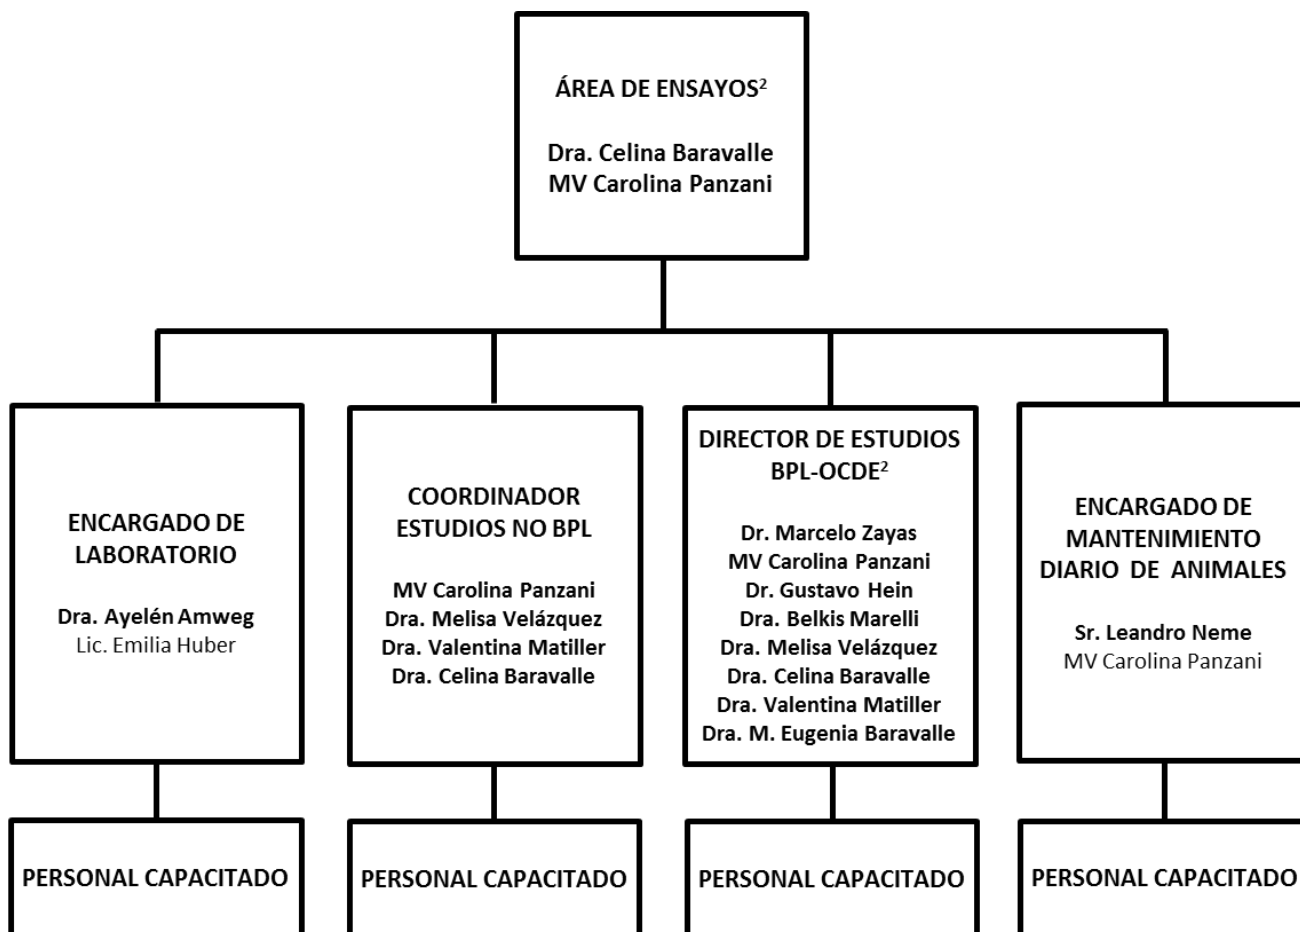 ÁREA DE ENSAYOS²
Dra. Celina Baravalle
MV Carolina Panzani
ENCARGADO DE
LABORATORIO
Dra. Ayelén Amweg
Lic. Emilia Huber
COORDINADOR
ESTUDIOS NO BPL
MV Carolina Panzani
Dra. Melisa Velázquez
Dra. Valentina Matiller
Dra. Celina Baravalle
DIRECTOR DE ESTUDIOS
BPL-OCDE²
Dr. Marcelo Zayas
MV Carolina Panzani
Dr. Gustavo Hein
Dra. Belkis Marelli
Dra. Melisa Velázquez
Dra. Celina Baravalle
Dra. Valentina Matiller
Dra. M. Eugenia Baravalle
ENCARGADO DE
MANTENIMIENTO
DIARIO DE ANIMALES
Sr. Leandro Neme
MV Carolina Panzani
PERSONAL CAPACITADO
PERSONAL CAPACITADO
PERSONAL CAPACITADO
PERSONAL CAPACITADO